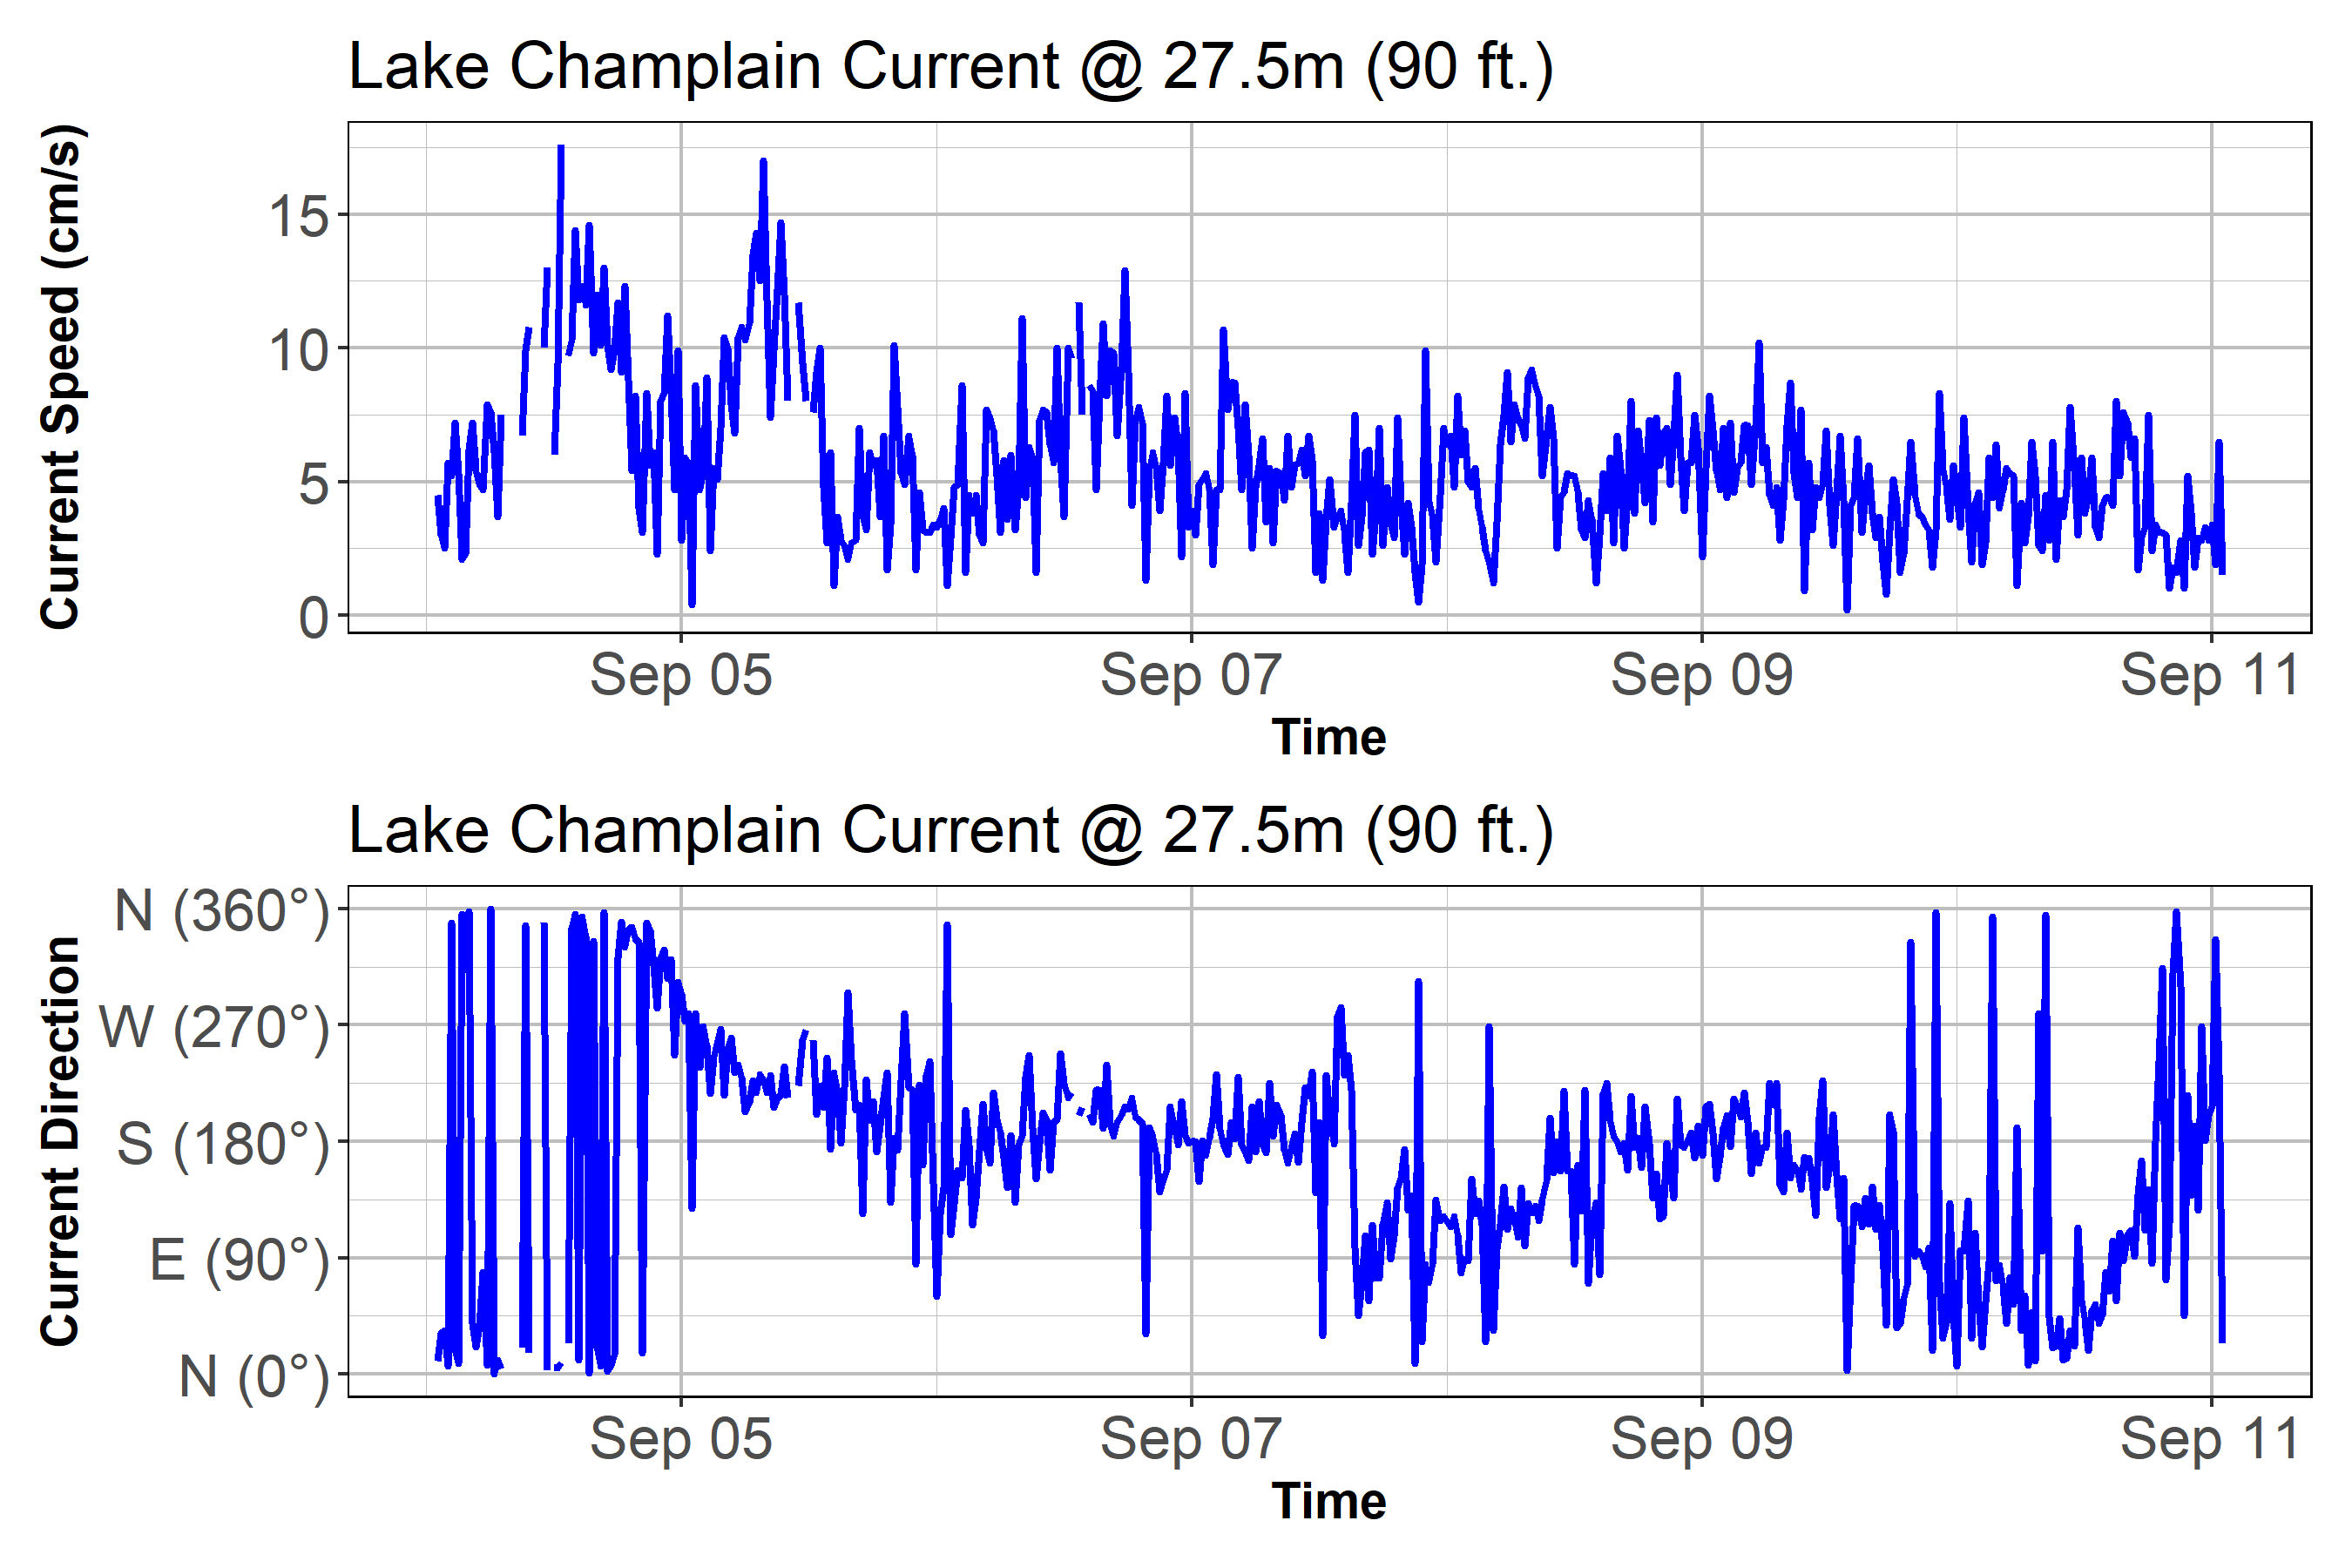 Lake Champlain Current @ 27.5m (90 ft.)
Current Speed (cm/s)
15
10
5
0
Sep 05 Sep 07 Sep 09 Sep 11
Time
Lake Champlain Current @ 27.5m (90 ft.)
Current Direction
N (360°)
W (270°)
S (180°)
E (90°)
N (0°)
Sep 05 Sep 07 Sep 09 Sep 11
Time